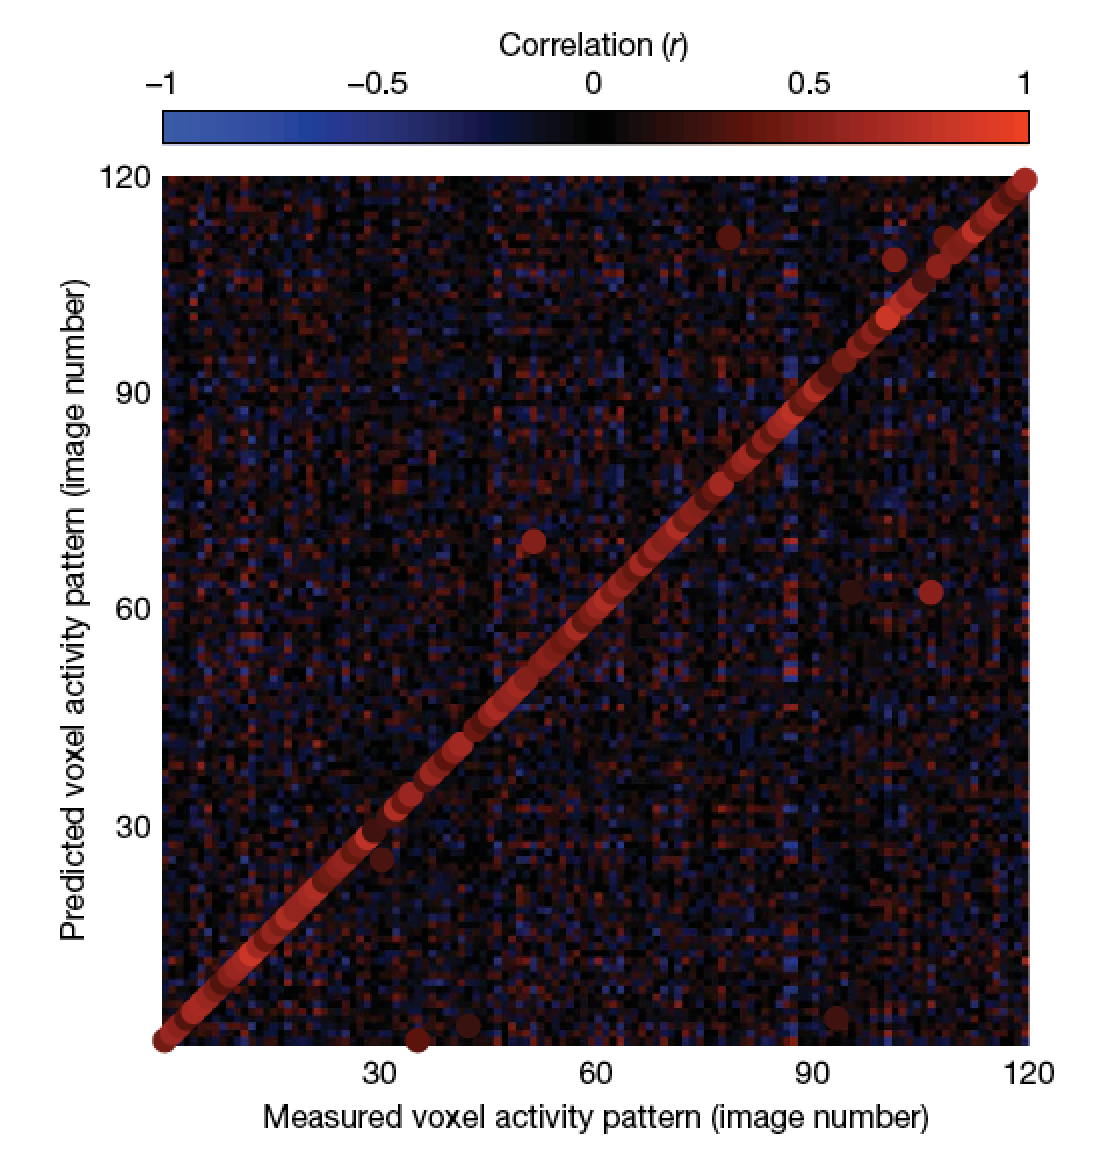 Correlation (r)
−1 −0.5 0 0.5 1
120
90
60
30
Predicted voxel activity pattern (image number)
30 60 90 120
Measured voxel activity pattern (image number)